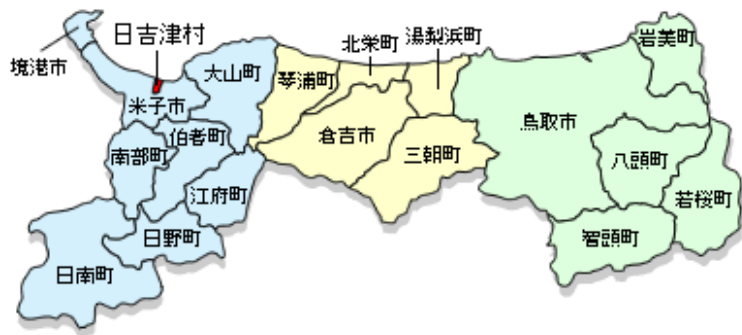 境港市
日吉津村
米子市
大山町
南部町
伯耆町
江府町
日野町
日南町
琴浦町
北栄町
湯梨浜町
倉吉市
三朝町
鳥取市
岩美町
八頭町
若桜町
智頭町